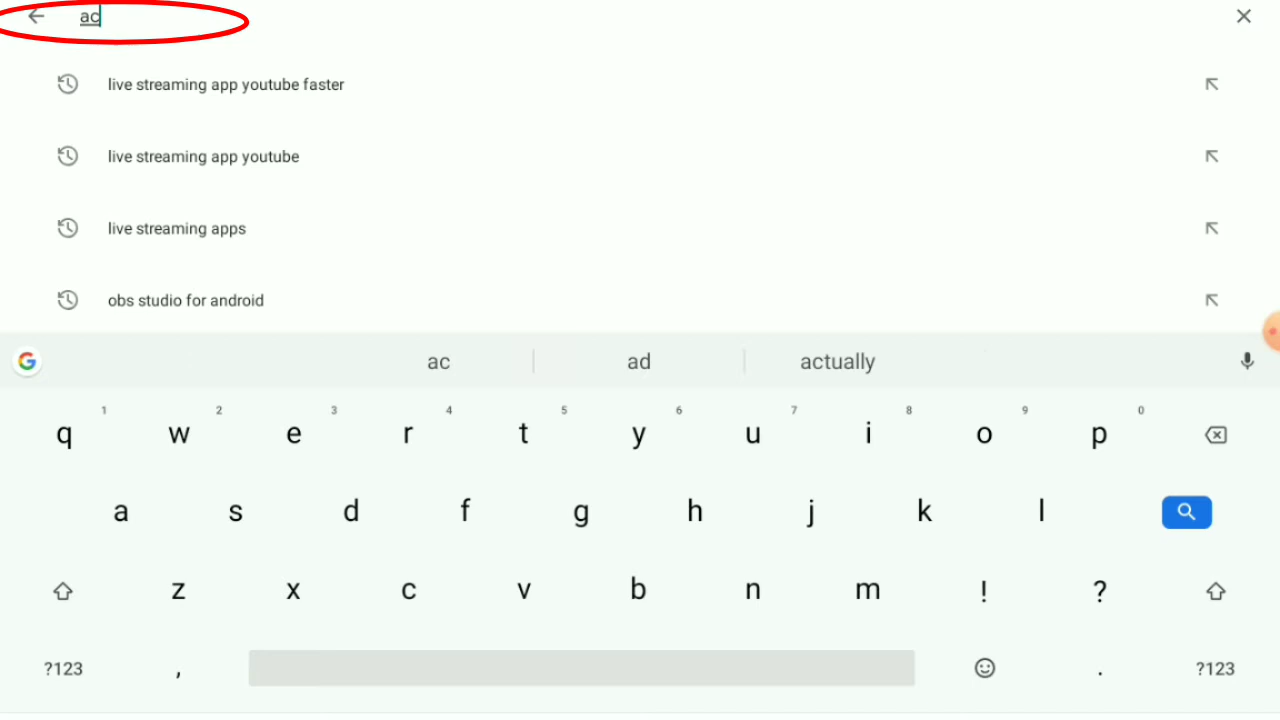 ac
live streaming app youtube faster
live streaming app youtube
live streaming apps
obs studio for android
ac ad actually
1 2 3 4 5 6 7 8 9 0
q w e r t y u i o p
a s d f g h j k l
z x c v b n m ! ?
?123 , . ?123